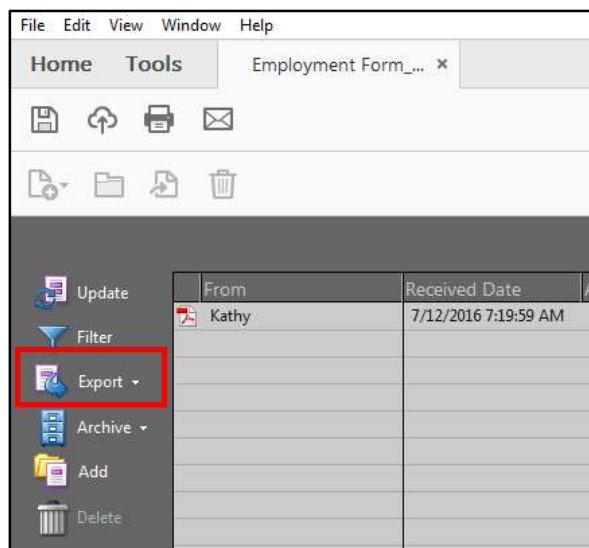 File Edit View Window Help
Home Tools Employment Form_... ×
Update
From Received Date
Kathy 7/12/2016 7:19:59 AM
Filter
Export
Archive
Add
Delete